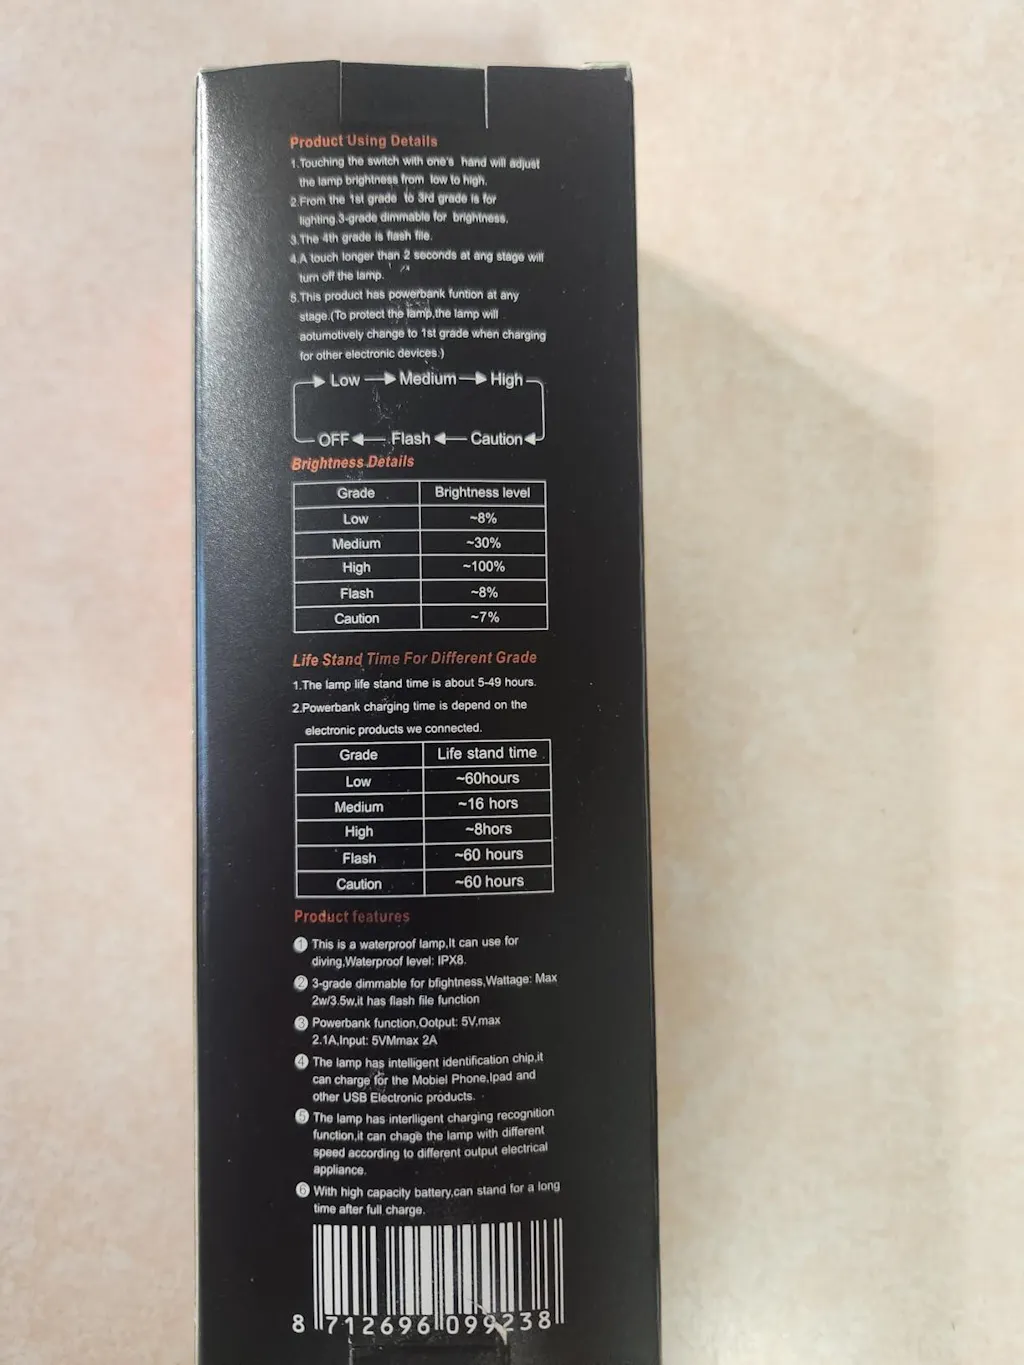 Product Using Details
1.Touching the switch with one's hand will adjust
the lamp brightness from low to high.
2.From the 1st grade to 3rd grade is for
lighting,3-grade dimmable for brightness.
3.The 4th grade is flash file.
4.A touch longer than 2 seconds at ang stage will
turn off the lamp.
5.This product has powerbank funtion at any
stage.(To protect the lamp,the lamp will
aotumotively change to 1st grade when charging
for other electronic devices.)
Low Medium High
OFF Flash Caution
Brightness Details
Grade Brightness level
Low ~8%
Medium ~30%
High ~100%
Flash ~8%
Caution ~7%
Life Stand Time For Different Grade
1.The lamp life stand time is about 5-49 hours.
2.Powerbank charging time is depend on the
electronic products we connected.
Grade Life stand time
Low ~60hours
Medium ~16 hors
High ~8hors
Flash ~60 hours
Caution ~60 hours
Product features
1 This is a waterproof lamp,It can use for
diving,Waterproof level: IPX8.
2 3-grade dimmable for bfightness,Wattage: Max
2w/3.5w,it has flash file function
3 Powerbank function,Ootput: 5V,max
2.1A,Input: 5VMmax 2A
4 The lamp has intelligent identification chip,it
can charge for the Mobiel Phone,Ipad and
other USB Electronic products.
5 The lamp has interlligent charging recognition
function,it can chage the lamp with different
speed according to different output electrical
appliance.
6 With high capacity battery,can stand for a long
time after full charge.
8 712696 099238